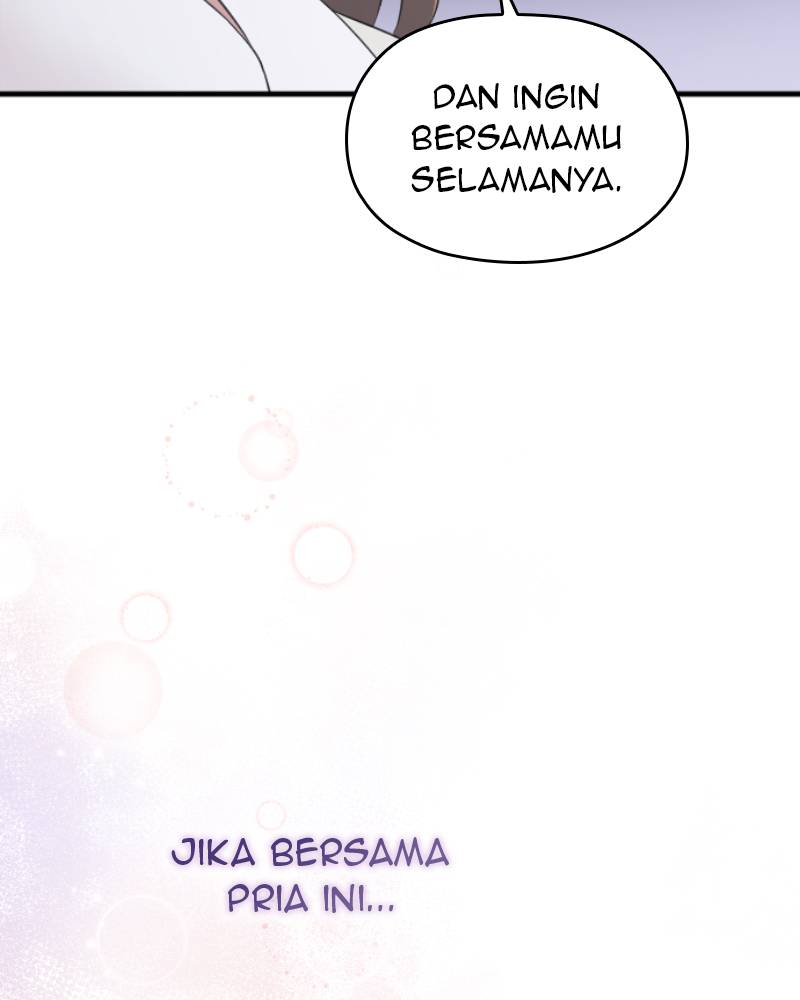 DAN INGIN
BERSAMAMU
SELAMANYA.
JIKA BERSAMA
PRIA INI...